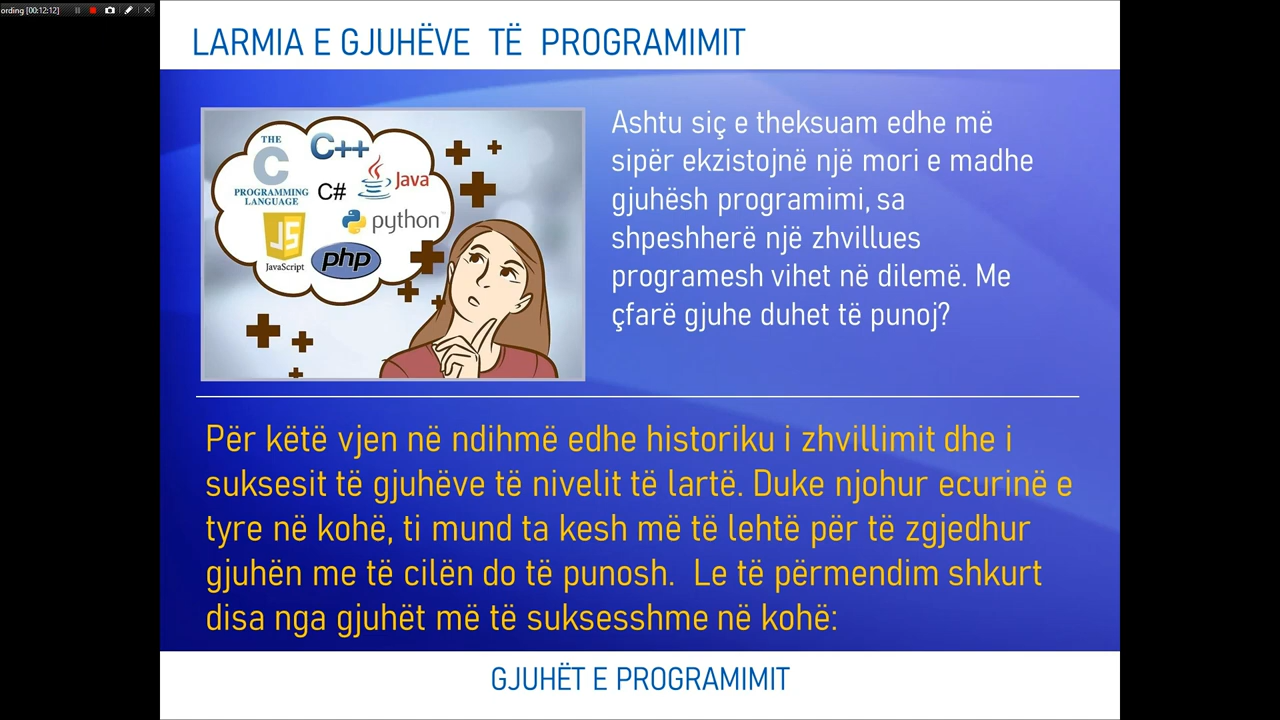 ording [00:12:12]
LARMIA E GJUHËVE TË PROGRAMIMIT
THE
C
PROGRAMMING
LANGUAGE
C++
C#
Java
python
JS
JavaScript
php
Ashtu siç e theksuam edhe më
sipër ekzistojnë një mori e madhe
gjuhësh programimi, sa
shpeshherë një zhvillues
programesh vihet në dilemë. Me
çfarë gjuhe duhet të punoj?
Për këtë vjen në ndihmë edhe historiku i zhvillimit dhe i
suksesit të gjuhëve të nivelit të lartë. Duke njohur ecurinë e
tyre në kohë, ti mund ta kesh më të lehtë për të zgjedhur
gjuhën me të cilën do të punosh. Le të përmendim shkurt
disa nga gjuhët më të suksesshme në kohë:
GJUHËT E PROGRAMIMIT